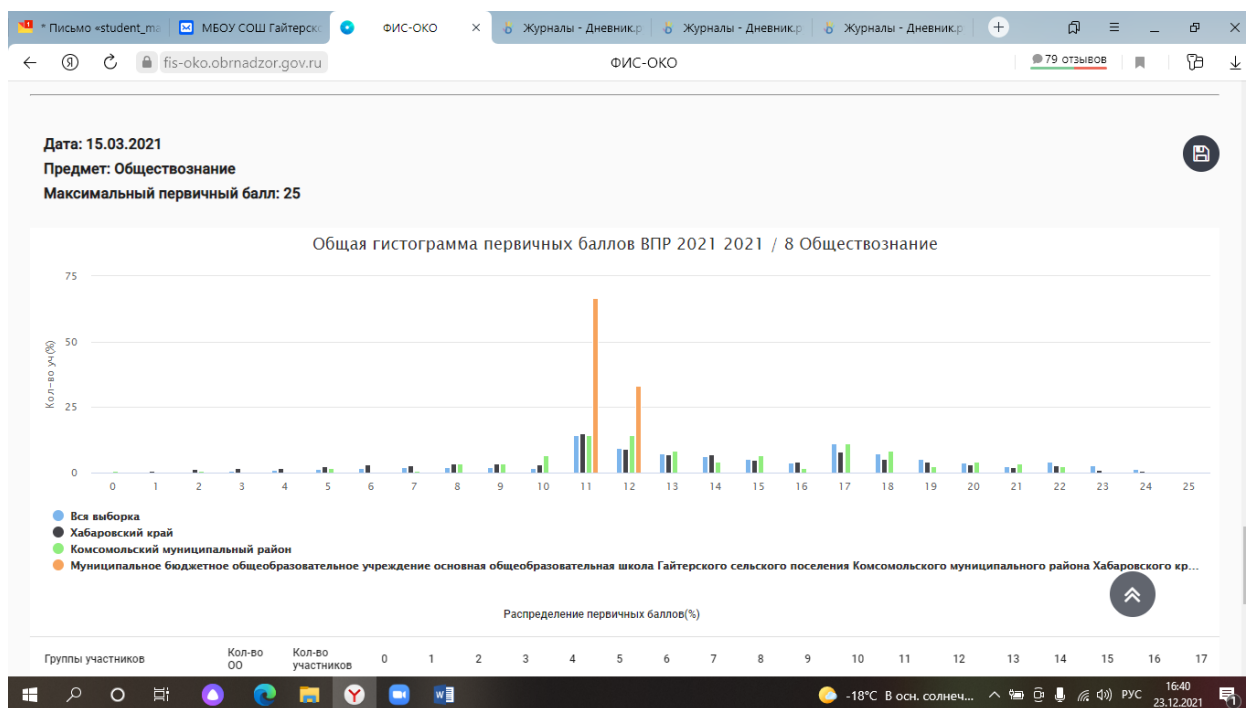 * Письмо «student_ma
МБОУ СОШ Гайтерско
ФИС-ОКО
Журналы - Дневник.р
Журналы - Дневник.р
Журналы - Дневник.р
fis-oko.obrnadzor.gov.ru
ФИС-ОКО
79 отзывов
Дата: 15.03.2021
Предмет: Обществознание
Максимальный первичный балл: 25
Общая гистограмма первичных баллов ВПР 2021 2021 / 8 Обществознание
Кол-во уч(%)
75
50
25
0
0 1 2 3 4 5 6 7 8 9 10 11 12 13 14 15 16 17 18 19 20 21 22 23 24 25
Вся выборка
Хабаровский край
Комсомольский муниципальный район
Муниципальное бюджетное общеобразовательное учреждение основная общеобразовательная школа Гайтерского сельского поселения Комсомольского муниципального района Хабаровского кр...
Распределение первичных баллов(%)
Группы участников Кол-во ОО Кол-во участников 0 1 2 3 4 5 6 7 8 9 10 11 12 13 14 15 16 17
-18°C В осн. солнеч... РУС 16:40
23.12.2021